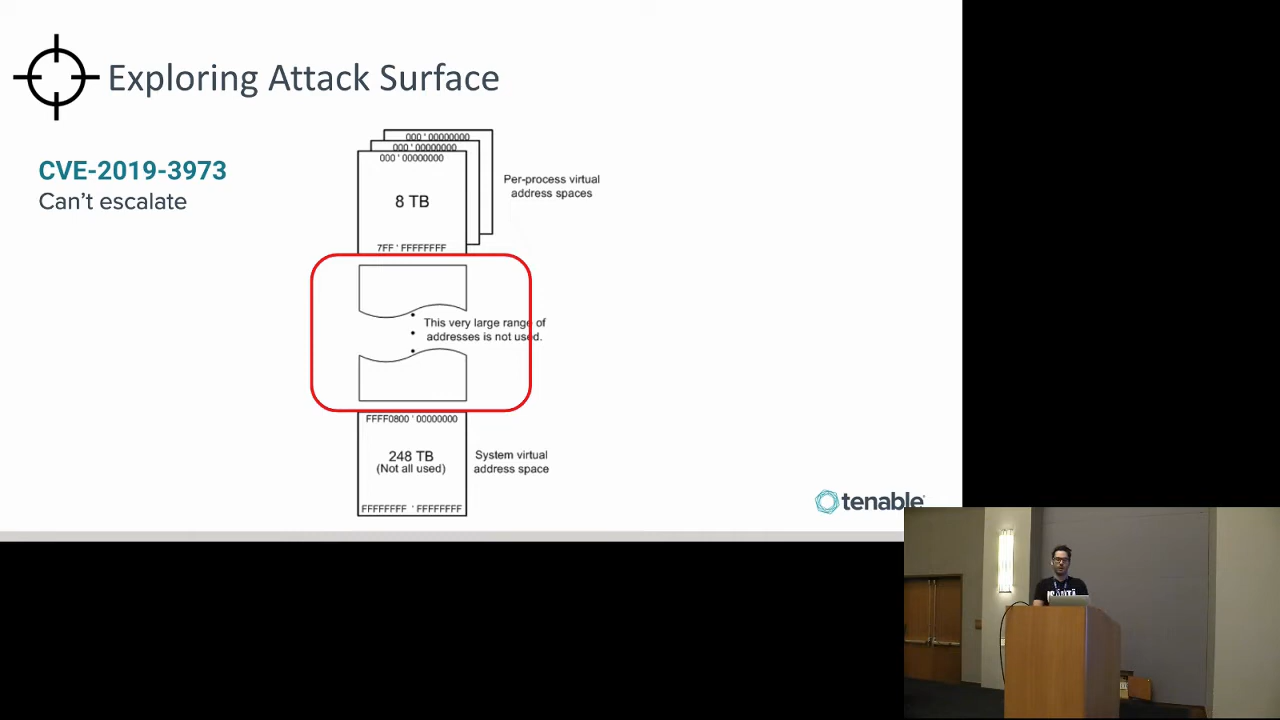 Exploring Attack Surface
CVE-2019-3973
Can't escalate
000 ' 00000000
000 ' 00000000
000 ' 00000000
8 TB
7FF ' FFFFFFFF
Per-process virtual
address spaces
This very large range of
addresses is not used.
FFFF0800 ' 00000000
248 TB
(Not all used)
FFFFFFFF ' FFFFFFFF
System virtual
address space
tenable